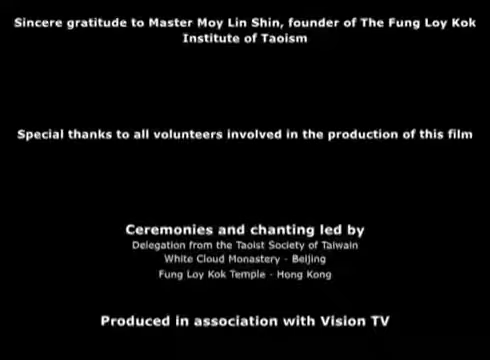 Sincere gratitude to Master Moy Lin Shin, founder of The Fung Loy Kok
Institute of Taoism
Special thanks to all volunteers involved in the production of this film
Ceremonies and chanting led by
Delegation from the Taoist Society of Taiwain
White Cloud Monastery - Beijing
Fung Loy Kok Temple - Hong Kong
Produced in association with Vision TV